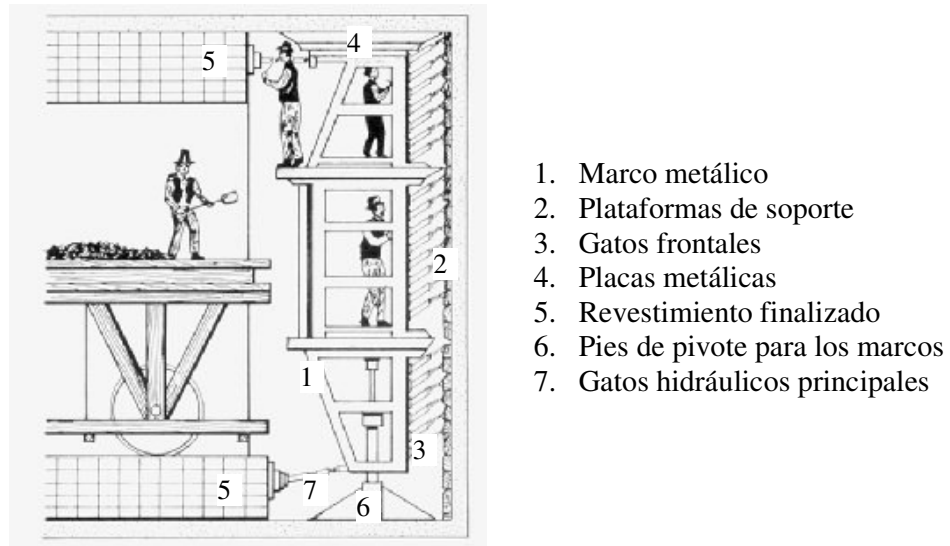 4
5
2
1
3
5
7
6
1. Marco metálico
2. Plataformas de soporte
3. Gatos frontales
4. Placas metálicas
5. Revestimiento finalizado
6. Pies de pivote para los marcos
7. Gatos hidráulicos principales